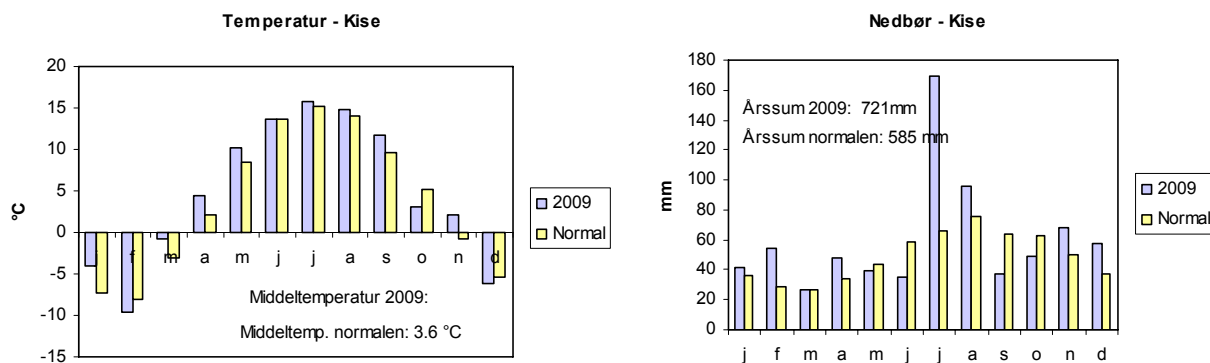 Temperatur - Kise
20
15
10
5
0
-5
-10
-15
°C
j f m a m j j a s o n d
Middeltemperatur 2009:
Middeltemp. normalen: 3.6 °C
2009
Normal
Nedbør - Kise
180
160
140
120
100
80
60
40
20
0
mm
Årssum 2009: 721mm
Årssum normalen: 585 mm
j f m a m j j a s o n d
2009
Normal